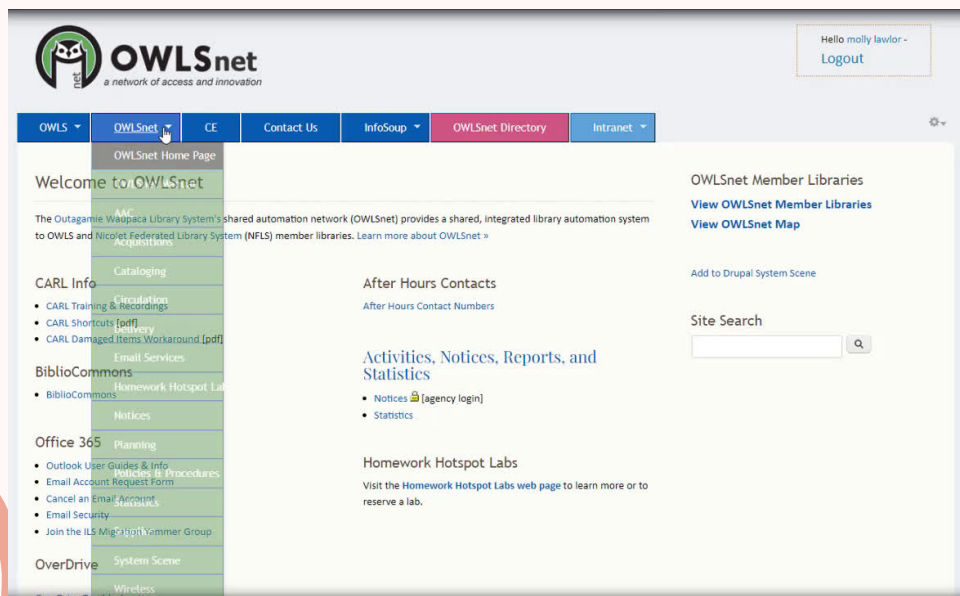 Hello molly lawlor -
Logout
net
OWLSnet
a network of access and innovation
OWLS OWLSnet CE Contact Us InfoSoup OWLSnet Directory Intranet
OWLSnet Home Page
AAC
Acquisitions
Cataloging
Circulation
Delivery
Email Services
Homework Hotspot Lab
Notices
Planning
Policies & Procedures
Statistics
Supplies
System Scene
Wireless
Welcome to OWLSnet
The Outagamie Waupaca Library System's shared automation network (OWLSnet) provides a shared, integrated library automation system
to OWLS and Nicolet Federated Library System (NFLS) member libraries. Learn more about OWLSnet »
CARL Info
CARL Training & Recordings
CARL Shortcuts [pdf]
CARL Damaged Items Workaround [pdf]
BiblioCommons
BiblioCommons
Office 365
Outlook User Guides & Info
Email Account Request Form
Cancel an Email Account
Email Security
Join the ILS Migration Yammer Group
OverDrive
After Hours Contacts
After Hours Contact Numbers
Activities, Notices, Reports, and
Statistics
Notices [agency login]
Statistics
Homework Hotspot Labs
Visit the Homework Hotspot Labs web page to learn more or to
reserve a lab.
OWLSnet Member Libraries
View OWLSnet Member Libraries
View OWLSnet Map
Add to Drupal System Scene
Site Search